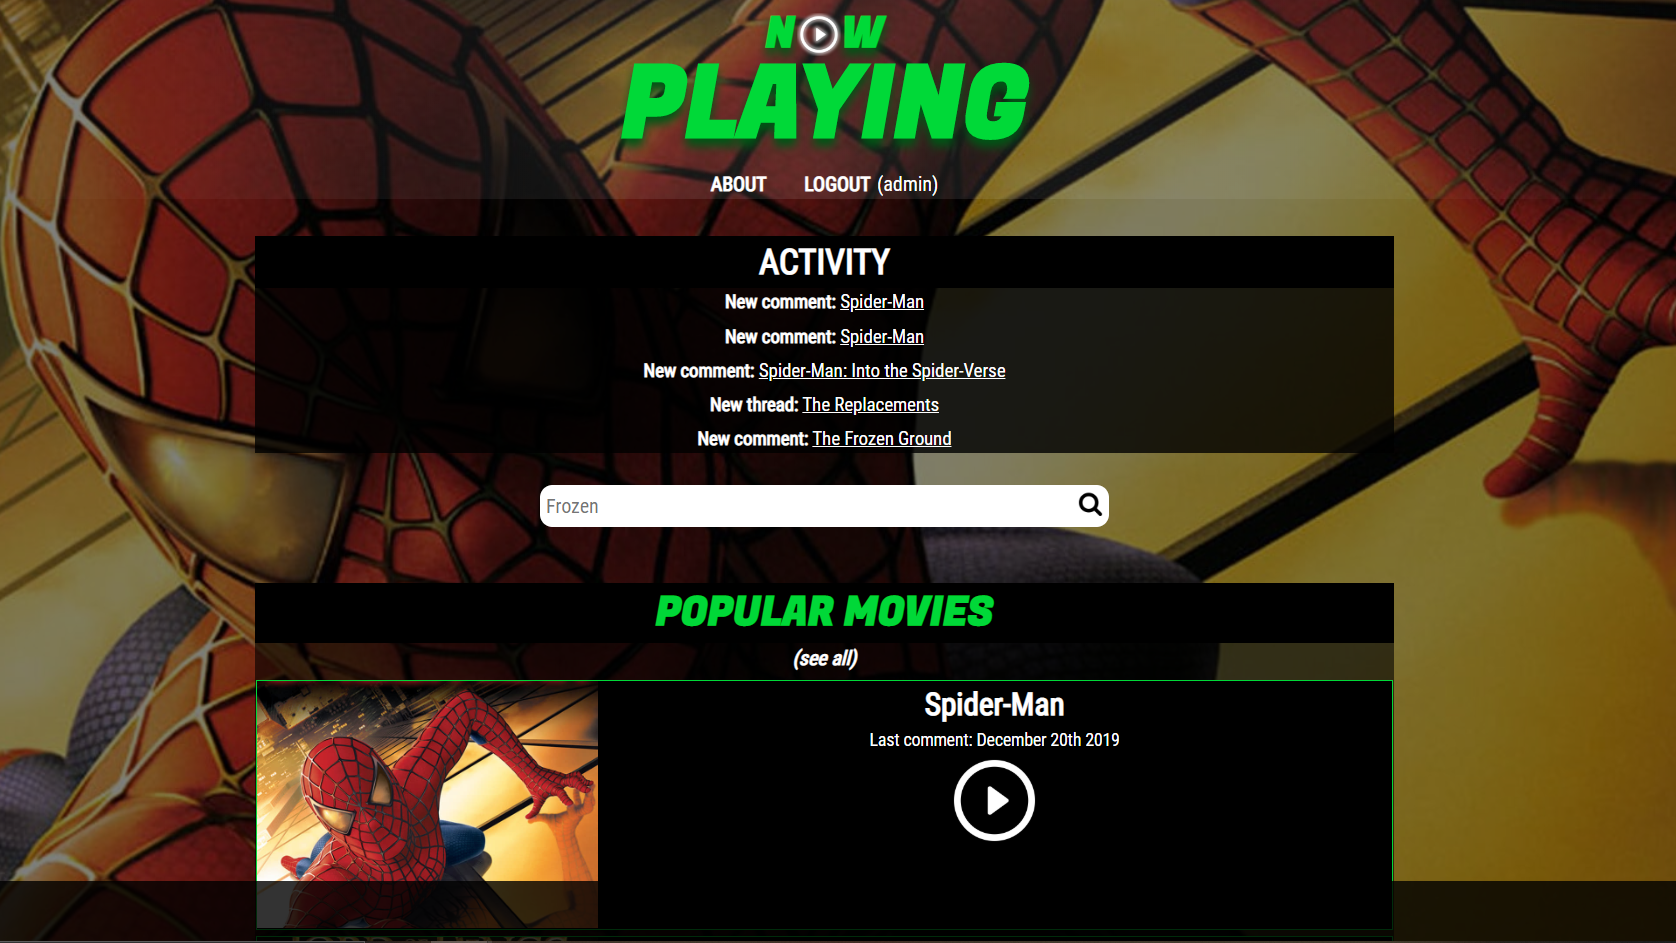 NOW
PLAYING
ABOUT LOGOUT (admin)
ACTIVITY
New comment: Spider-Man
New comment: Spider-Man
New comment: Spider-Man: Into the Spider-Verse
New thread: The Replacements
New comment: The Frozen Ground
Frozen
POPULAR MOVIES
(see all)
Spider-Man
Last comment: December 20th 2019